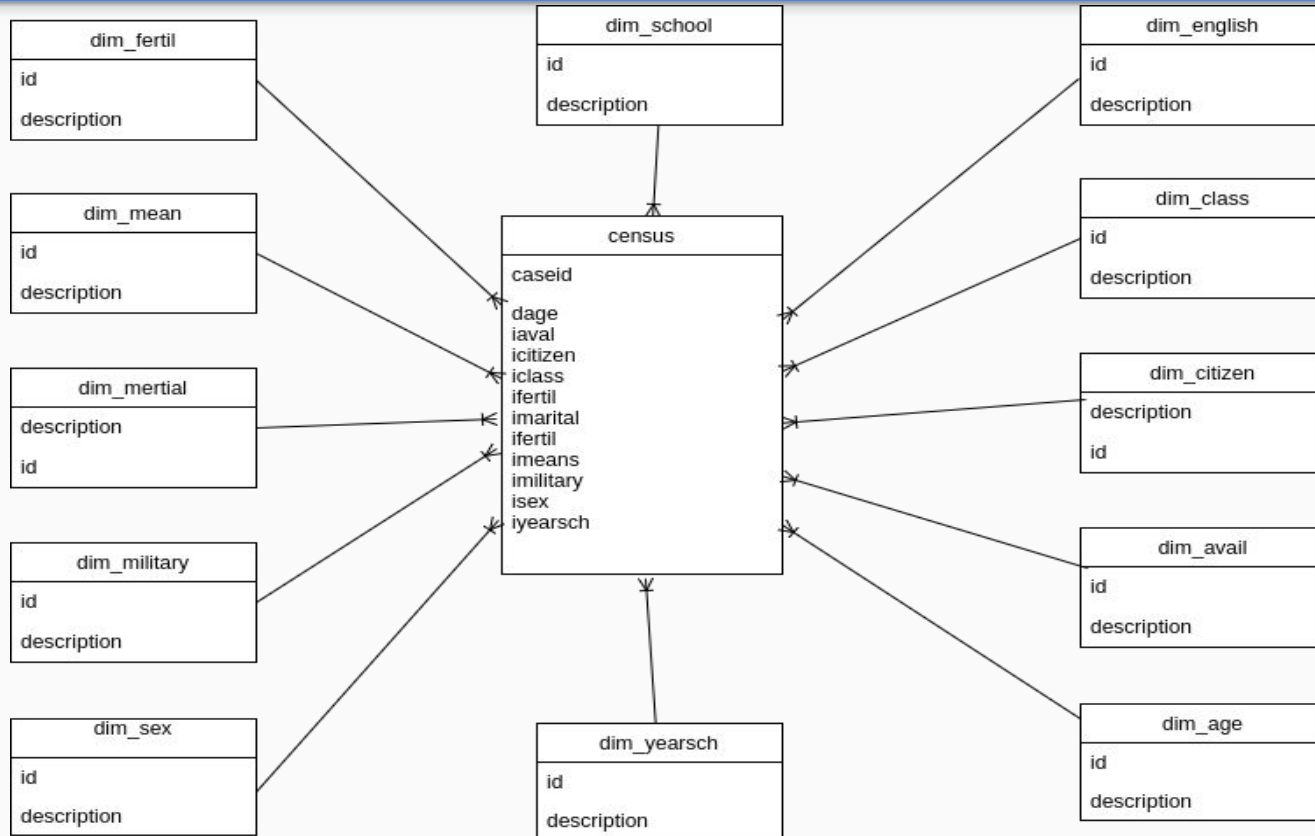 dim_fertil
id
description
dim_mean
id
description
dim_mertial
description
id
dim_military
id
description
dim_sex
id
description
dim_school
id
description
census
caseid
dage
iaval
icitizen
iclass
ifertil
imarital
ifertil
imeans
imilitary
isex
iyearsch
dim_yearsch
id
description
dim_english
id
description
dim_class
id
description
dim_citizen
description
id
dim_avail
id
description
dim_age
id
description